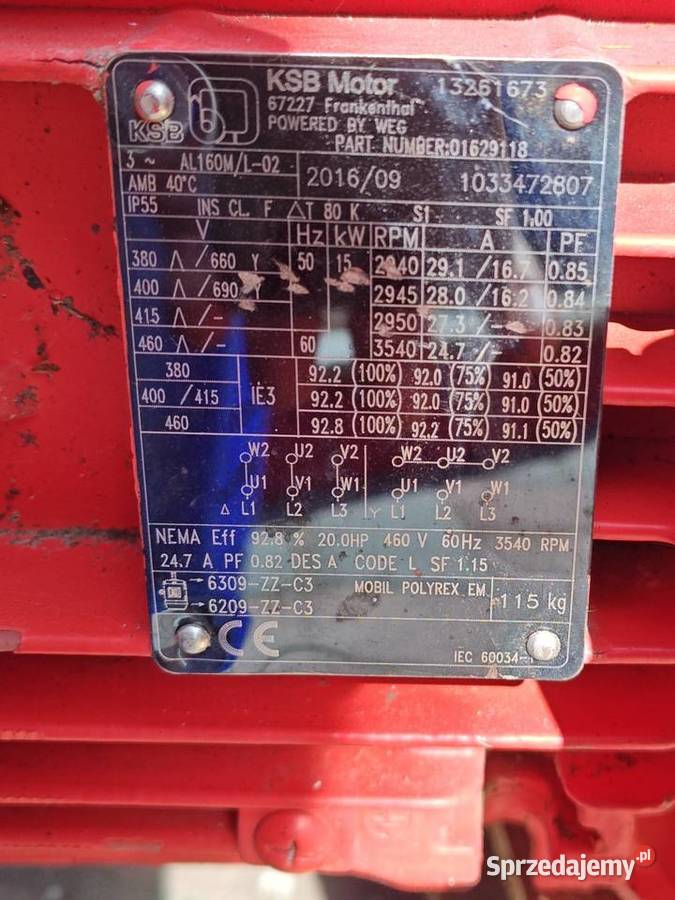 KSB Motor 13261673
67227 Frankenthal
KSB POWERED BY WEG
PART NUMBER:01629118
3 ~ AL160M/L-02 2016/09 1033472807
AMB 40°C
IP55 INS CL. F △T 80 K S1 SF 1.00
V Hz kW RPM A PF
380 △/660 Y 50 15 2940 29.1/16.7 0.85
400 △/690 Y 2945 28.0/16.2 0.84
415 △/- 2950 27.3/- 0.83
460 △/- 60 3540 24.7/- 0.82
380 92.2 (100%) 92.0 (75%) 91.0 (50%)
400/415 IE3 92.2 (100%) 92.0 (75%) 91.0 (50%)
460 92.8 (100%) 92.2 (75%) 91.1 (50%)
W2 U2 V2 W2 U2 V2
U1 V1 W1 U1 V1 W1
△ L1 L2 L3 Y L1 L2 L3
NEMA Eff 92.8 % 20.0HP 460 V 60Hz 3540 RPM
24.7 A PF 0.82 DES A CODE L SF 1.15
→6309-ZZ-C3 MOBIL POLYREX EM
→6209-ZZ-C3 115 kg
CE IEC 60034-
Sprzedajemy.pl